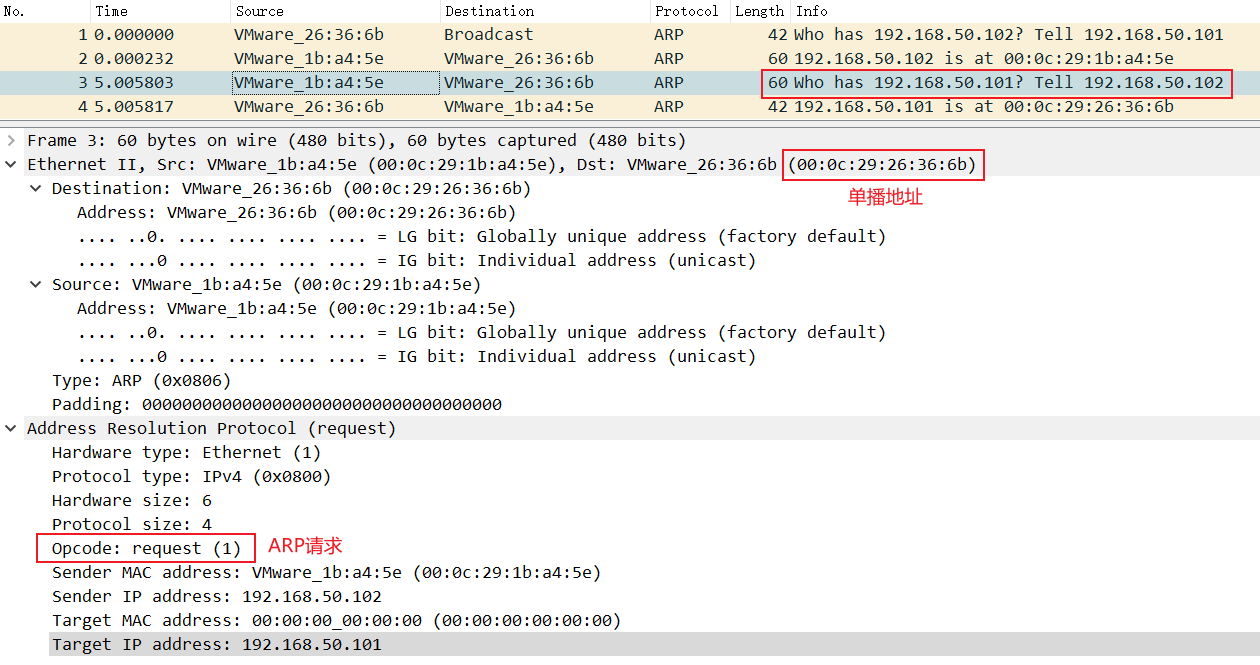 No. Time Source Destination Protocol Length Info
1 0.000000 VMware_26:36:6b Broadcast ARP 42 Who has 192.168.50.102? Tell 192.168.50.101
2 0.000232 VMware_1b:a4:5e VMware_26:36:6b ARP 60 192.168.50.102 is at 00:0c:29:1b:a4:5e
3 5.005803 VMware_1b:a4:5e VMware_26:36:6b ARP 60 Who has 192.168.50.101? Tell 192.168.50.102
4 5.005817 VMware_26:36:6b VMware_1b:a4:5e ARP 42 192.168.50.101 is at 00:0c:29:26:36:6b
Frame 3: 60 bytes on wire (480 bits), 60 bytes captured (480 bits)
Ethernet II, Src: VMware_1b:a4:5e (00:0c:29:1b:a4:5e), Dst: VMware_26:36:6b (00:0c:29:26:36:6b)
Destination: VMware_26:36:6b (00:0c:29:26:36:6b)
单播地址
Address: VMware_26:36:6b (00:0c:29:26:36:6b)
.... ..0. .... .... .... .... = LG bit: Globally unique address (factory default)
.... ...0 .... .... .... .... = IG bit: Individual address (unicast)
Source: VMware_1b:a4:5e (00:0c:29:1b:a4:5e)
Address: VMware_1b:a4:5e (00:0c:29:1b:a4:5e)
.... ..0. .... .... .... .... = LG bit: Globally unique address (factory default)
.... ...0 .... .... .... .... = IG bit: Individual address (unicast)
Type: ARP (0x0806)
Padding: 000000000000000000000000000000000000
Address Resolution Protocol (request)
Hardware type: Ethernet (1)
Protocol type: IPv4 (0x0800)
Hardware size: 6
Protocol size: 4
Opcode: request (1) ARP请求
Sender MAC address: VMware_1b:a4:5e (00:0c:29:1b:a4:5e)
Sender IP address: 192.168.50.102
Target MAC address: 00:00:00_00:00:00 (00:00:00:00:00:00)
Target IP address: 192.168.50.101